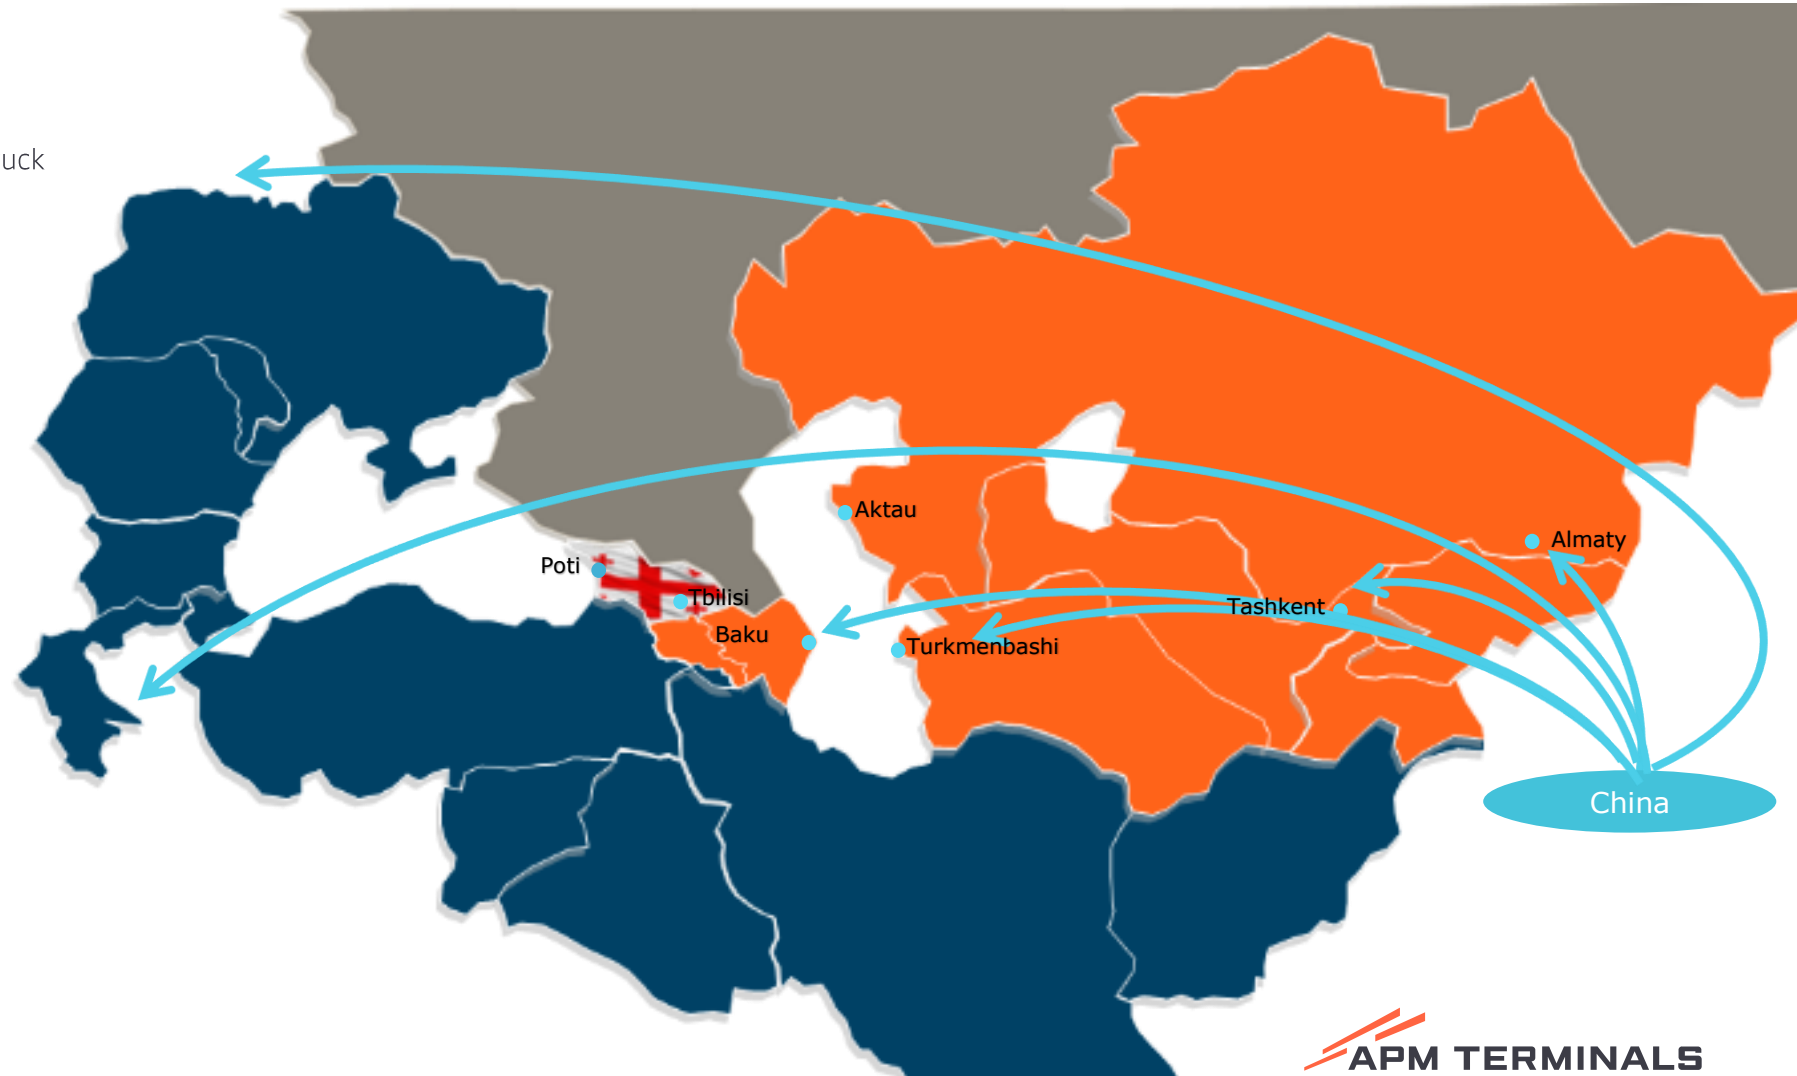 uck
Aktau
Almaty
Poti
Tbilisi
Tashkent
Baku
Turkmenbashi
China
APM TERMINALS